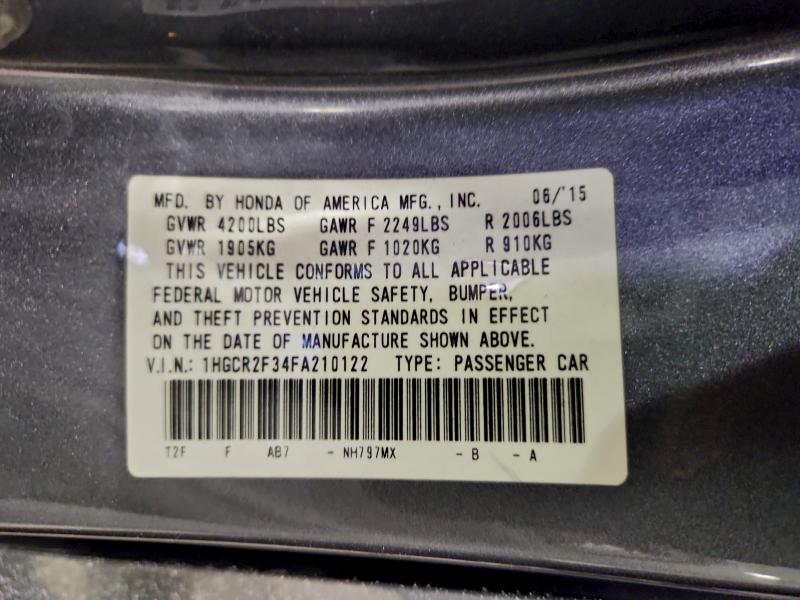 MFD. BY HONDA OF AMERICA MFG., INC. 06/'15
GVWR 4200LBS GAWR F 2249LBS R 2006LBS
GVWR 1905KG GAWR F 1020KG R 910KG
THIS VEHICLE CONFORMS TO ALL APPLICABLE
FEDERAL MOTOR VEHICLE SAFETY, BUMPER,
AND THEFT PREVENTION STANDARDS IN EFFECT
ON THE DATE OF MANUFACTURE SHOWN ABOVE.
V.I.N.: 1HGCR2F34FA210122 TYPE: PASSENGER CAR
T2F F AB7 - NH797MX - B - A